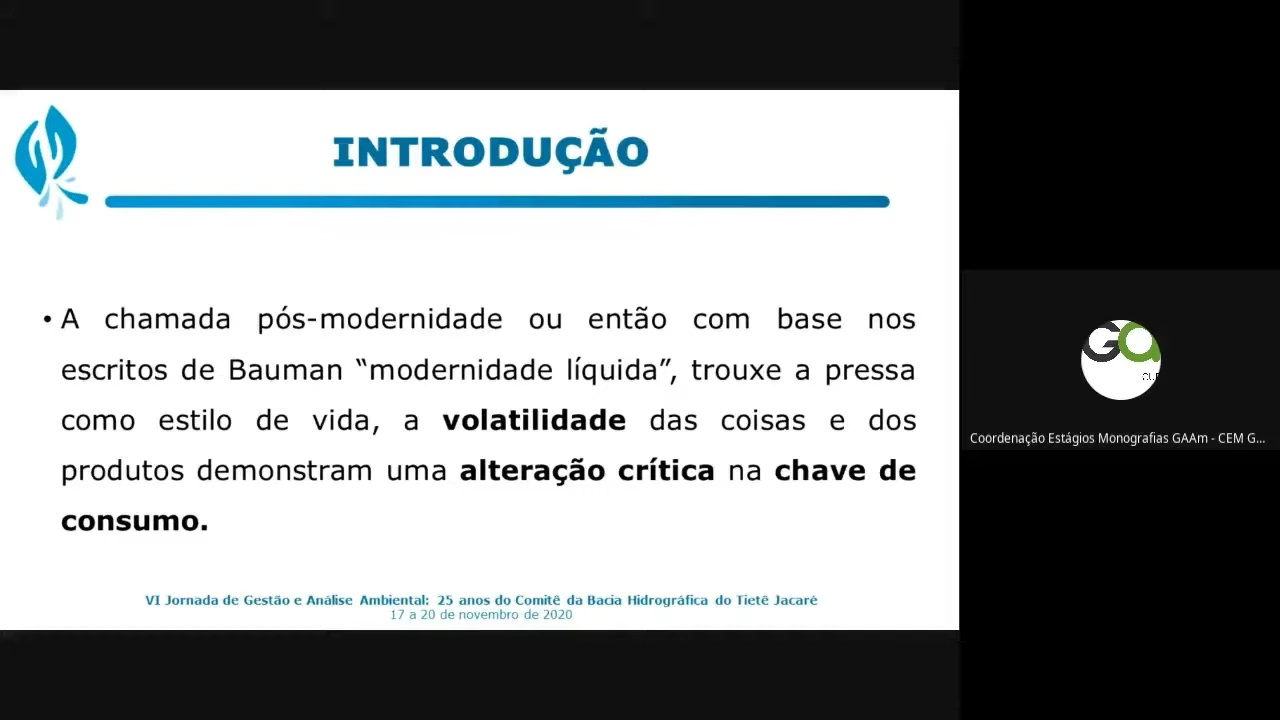 INTRODUÇÃO
• A chamada pós-modernidade ou então com base nos
escritos de Bauman “modernidade líquida”, trouxe a pressa
como estilo de vida, a volatilidade das coisas e dos
produtos demonstram uma alteração crítica na chave de
consumo.
VI Jornada de Gestão e Análise Ambiental: 25 anos do Comitê da Bacia Hidrográfica do Tietê Jacaré
17 a 20 de novembro de 2020
Coordenação Estágios Monografias GAAm - CEM G...